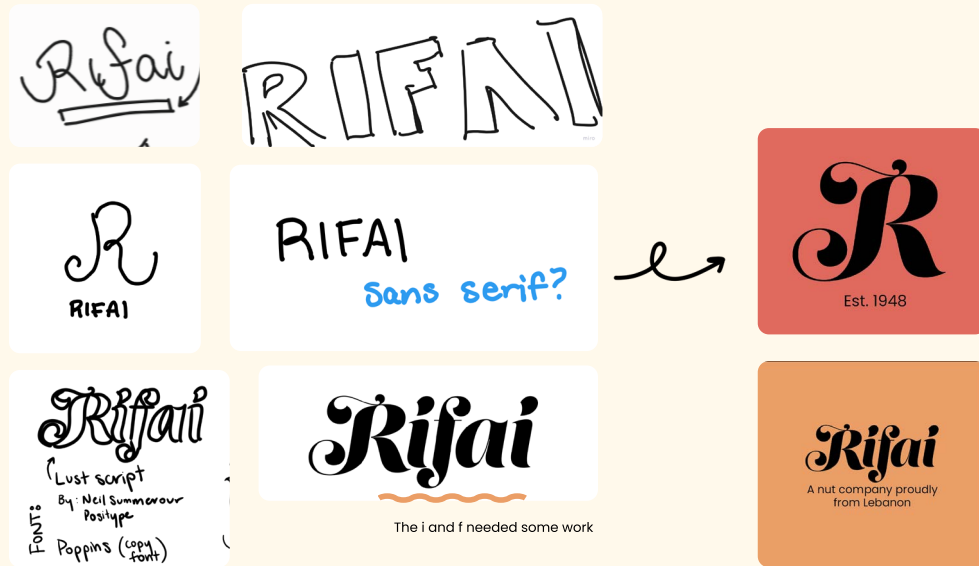 Rifai
RIFAI
R
RIFAI
RIFAI
sans serif?
Rifai
Lust script
By: Neil Summerour
Positype
FONT:
Poppins (copy font)
Rifai
The i and f needed some work
R
Est. 1948
Rifai
A nut company proudly
from Lebanon